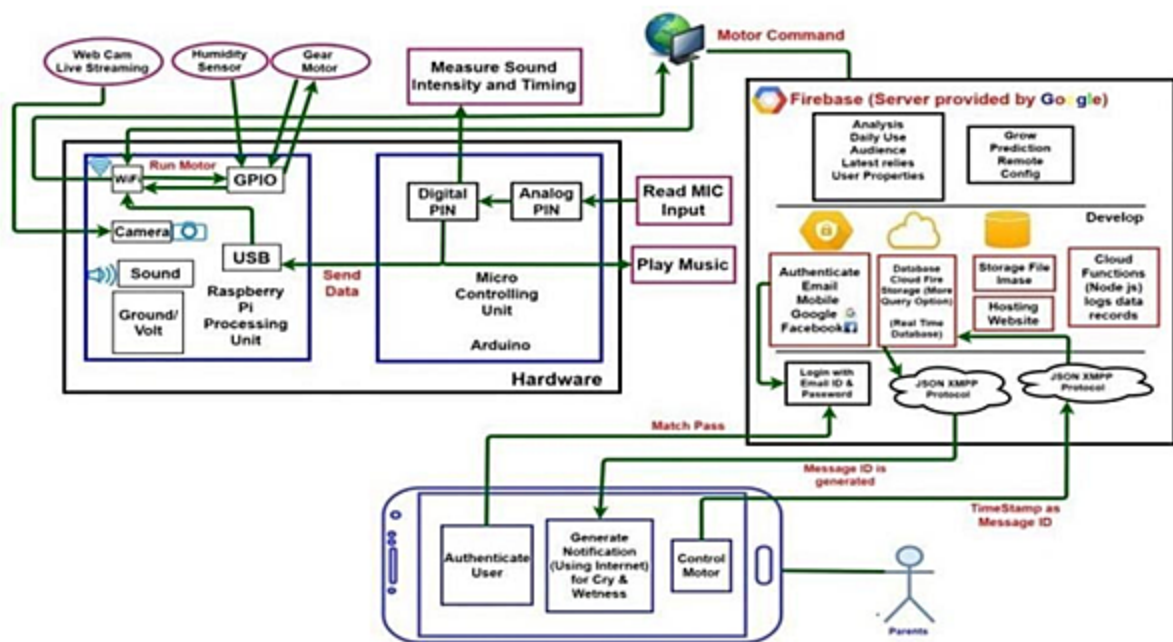 Web Cam
Live Streaming
Humidity
Sensor
Gear
Motor
Measure Sound
Intensity and Timing
Motor Command
WiFi
Run Motor
GPIO
Camera
USB
Sound
Ground/
Volt
Raspberry
Pi
Processing
Unit
Send
Data
Digital
PIN
Analog
PIN
Micro
Controlling
Unit
Arduino
Hardware
Read MIC
Input
Play Music
Firebase (Server provided by Google)
Analysis
Daily Use
Audience
Latest relies
User Properties
Grow
Prediction
Remote
Config
Develop
Authenticate
Email
Mobile
Google G
Facebook f
Database
Cloud Fire
Storage (More
Query Option)
(Real Time
Database)
Storage File
Imase
Hosting
Website
Cloud
Functions
(Node js)
logs data
records
Login with
Email ID &
Password
JSON XMPP
Protocol
JSON XMPP
Protocol
Match Pass
Message ID is
generated
TimeStamp as
Message ID
Authenticate
User
Generate
Notification
(Using Internet)
for Cry &
Wetness
Control
Motor
Parents